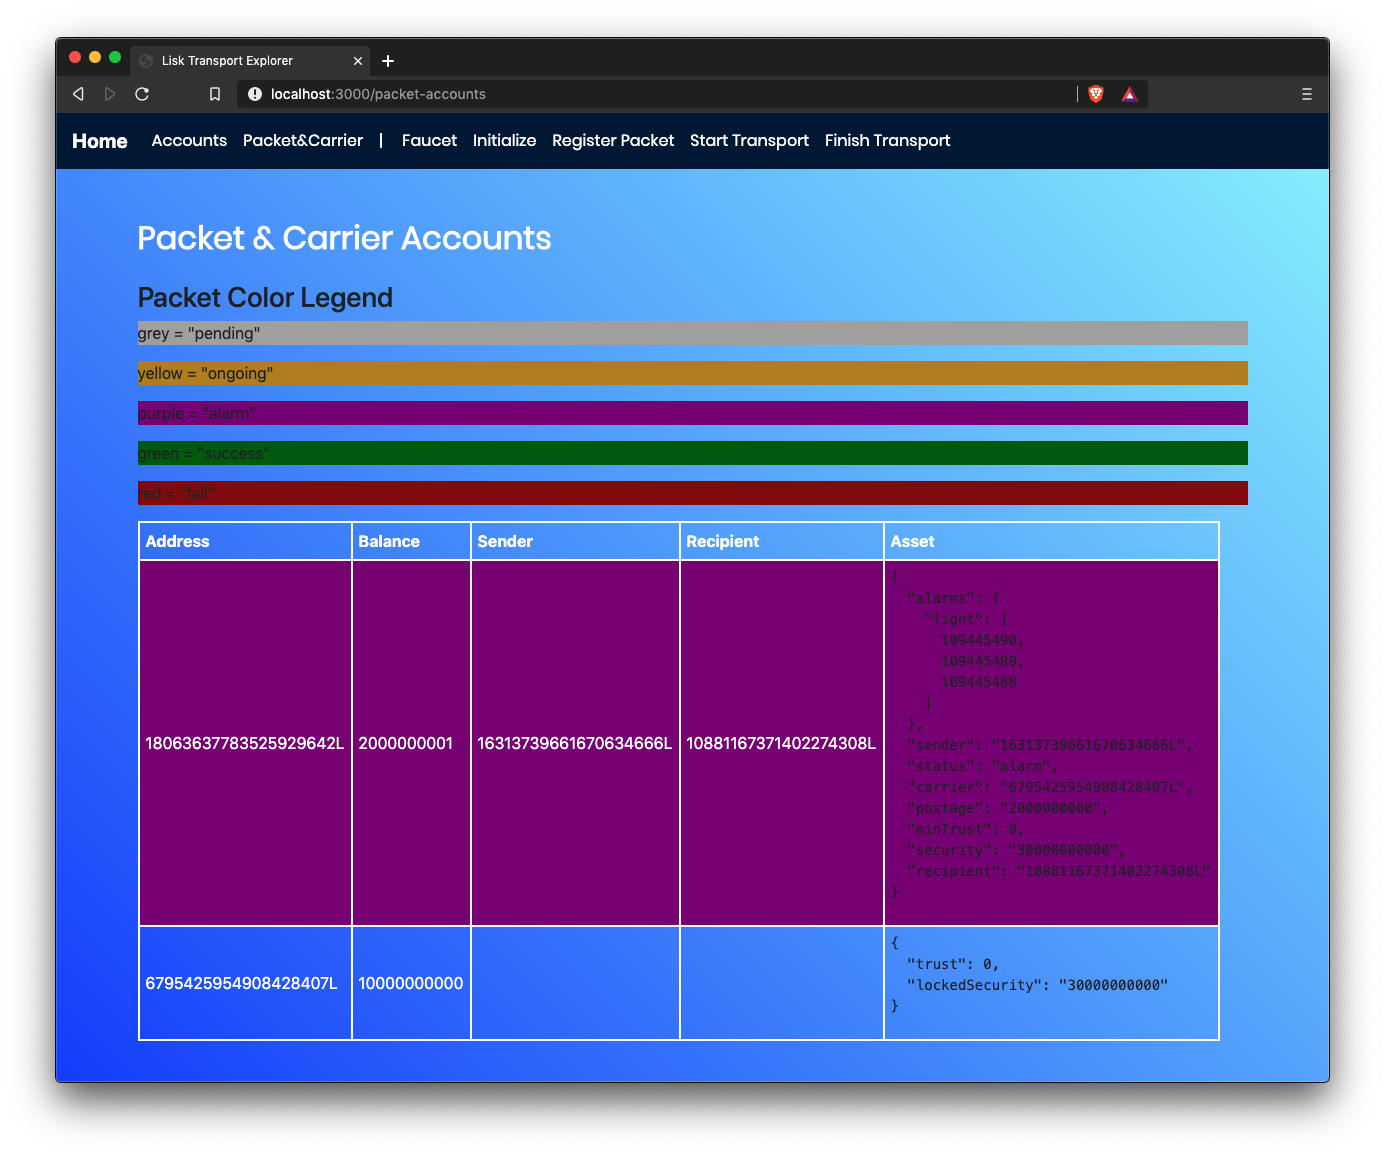 Lisk Transport Explorer
localhost:3000/packet-accounts
Home Accounts Packet&Carrier | Faucet Initialize Register Packet Start Transport Finish Transport
Packet & Carrier Accounts
Packet Color Legend
grey = "pending"
yellow = "ongoing"
purple = "alarm"
green = "success"
red = "fail"
Address Balance Sender Recipient Asset
18063637783525929642L 2000000001 16313739661670634666L 10881167371402274308L
{
"alarms": {
"light": [
109445490,
109445489,
109445488
]
},
"sender": "16313739661670634666L",
"status": "alarm",
"carrier": "6795425954908428407L",
"postage": "2000000000",
"minTrust": 0,
"security": "30000000000",
"recipient": "10881167371402274308L"
}
6795425954908428407L 10000000000
{
"trust": 0,
"lockedSecurity": "30000000000"
}